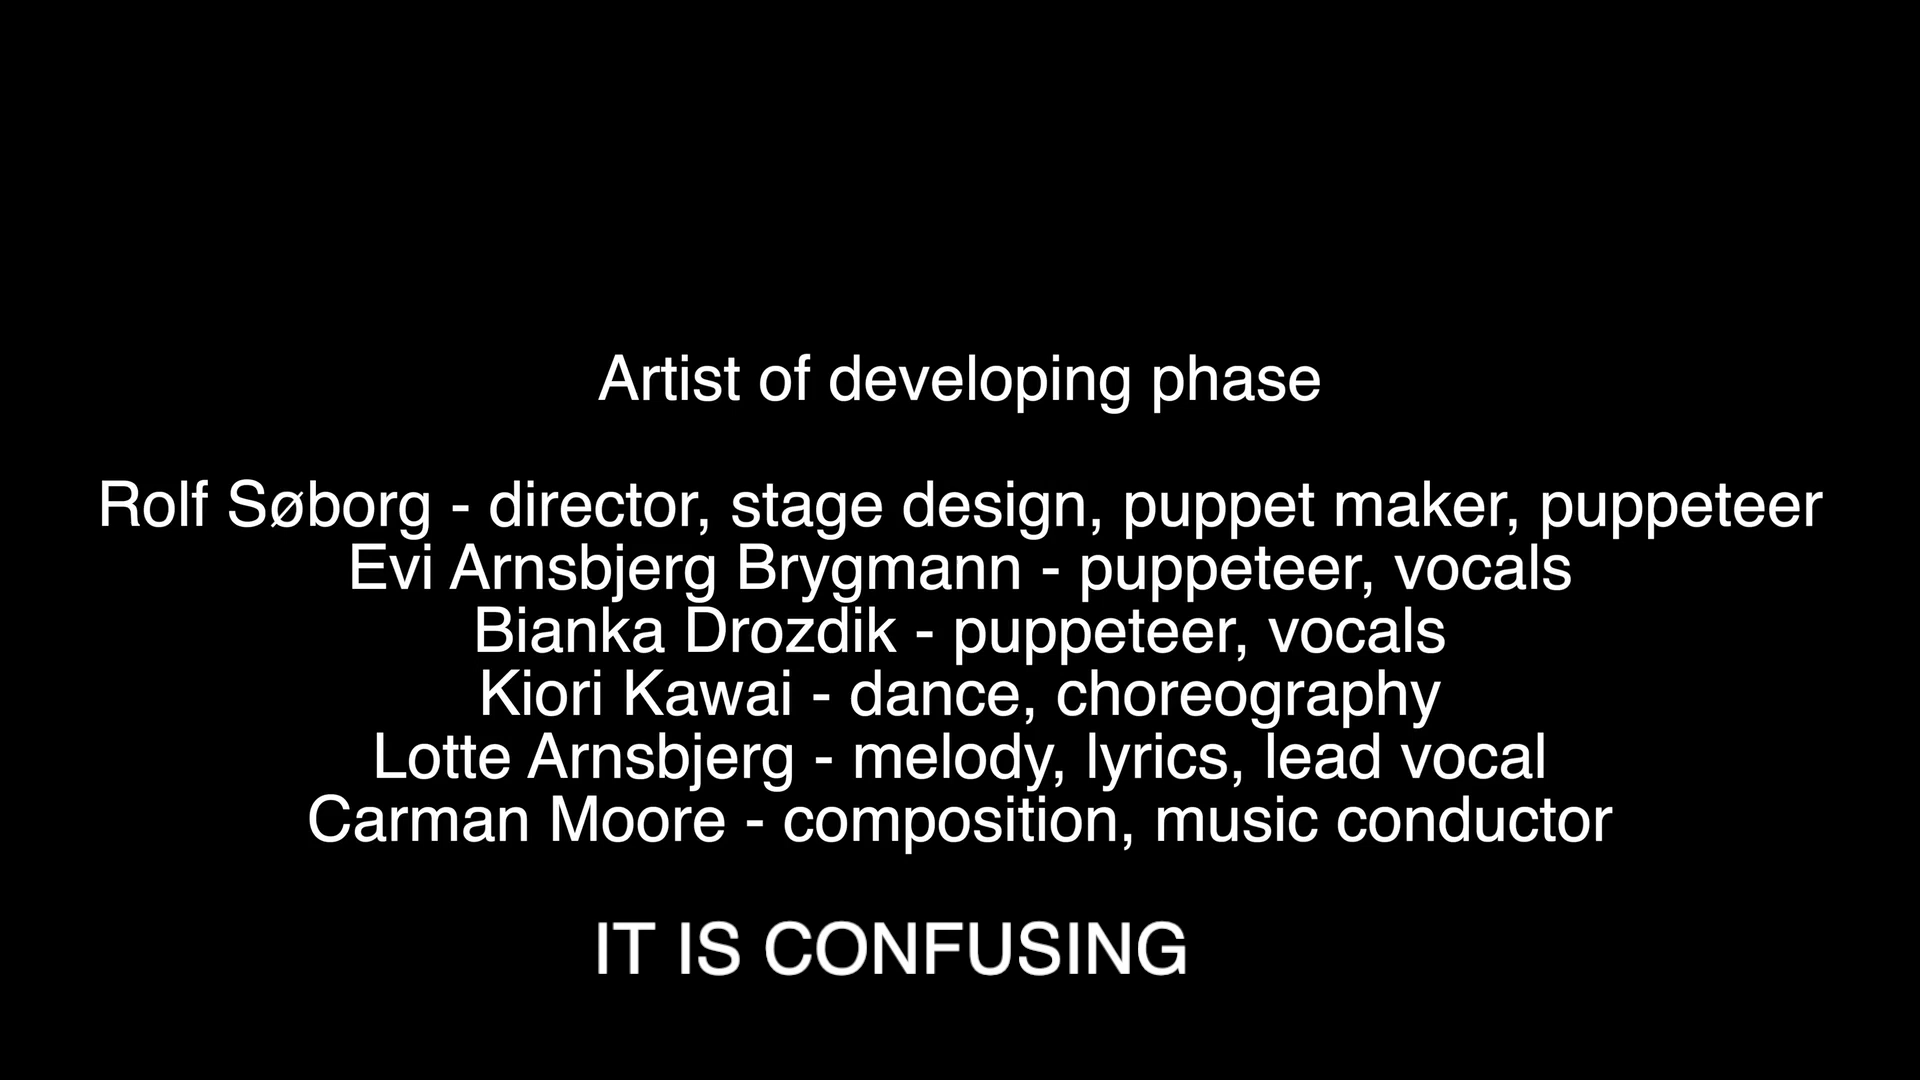 Artist of developing phase
Rolf Søborg - director, stage design, puppet maker, puppeteer
Evi Arnsbjerg Brygmann - puppeteer, vocals
Bianka Drozdik - puppeteer, vocals
Kiori Kawai - dance, choreography
Lotte Arnsbjerg - melody, lyrics, lead vocal
Carman Moore - composition, music conductor
IT IS CONFUSING